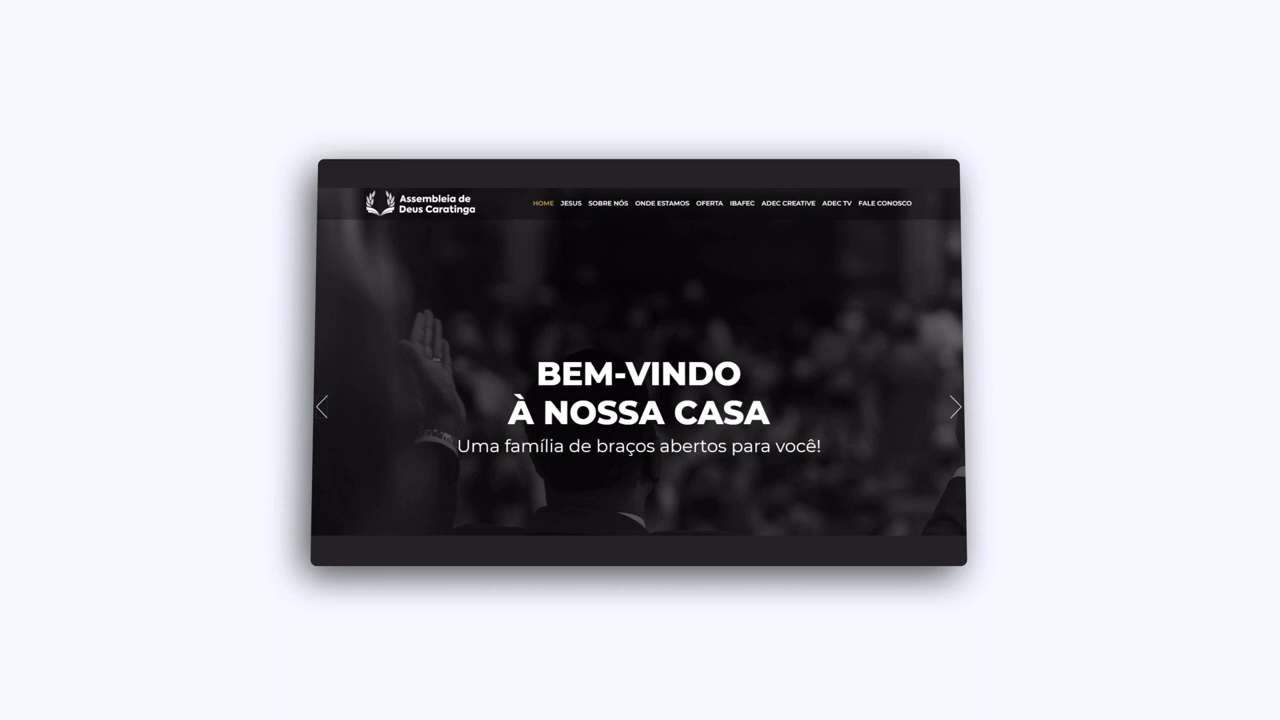 Assembleia de
Deus Caratinga
HOME JESUS SOBRE NÓS ONDE ESTAMOS OFERTA IBAFEC ADEC CREATIVE ADEC TV FALE CONOSCO
BEM-VINDO
À NOSSA CASA
Uma família de braços abertos para você!